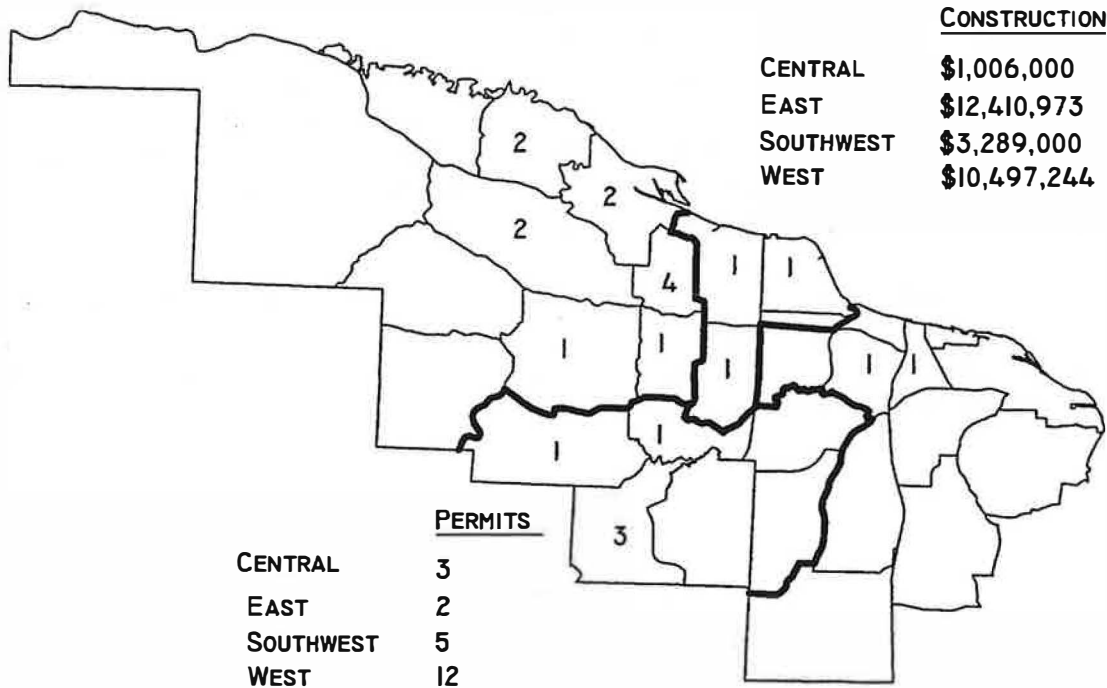 CONSTRUCTION
CENTRAL $1,006,000
EAST $12,410,973
SOUTHWEST $3,289,000
WEST $10,497,244
2
2
2
1 1
4
1 1 1 1 1
1 1
3
PERMITS
CENTRAL 3
EAST 2
SOUTHWEST 5
WEST 12